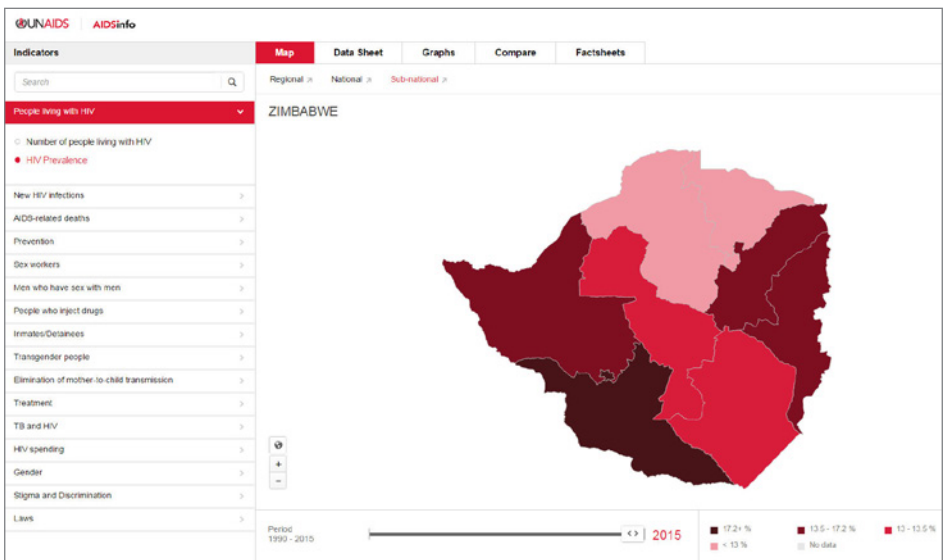 UNAIDS AIDSinfo
Indicators
Search
People living with HIV
Number of people living with HIV
HIV Prevalence
New HIV infections
AIDS-related deaths
Prevention
Sex workers
Men who have sex with men
People who inject drugs
Inmates/Detainees
Transgender people
Elimination of mother-to-child transmission
Treatment
TB and HIV
HIV spending
Gender
Stigma and Discrimination
Laws
Map Data Sheet Graphs Compare Factsheets
Regional National Sub-national
ZIMBABWE
+
−
Period
1990 - 2015
2015
17.2+ % 13.5 - 17.2 % 13 - 13.5 %
< 13 % No data